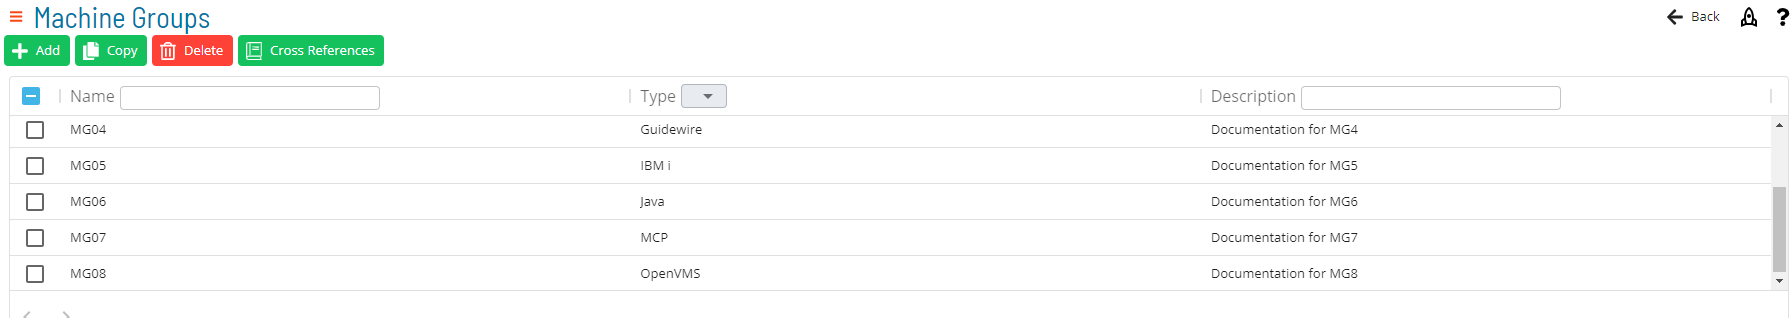 Machine Groups
Back ?
Add Copy Delete Cross References
Name Type Description
MG04 Guidewire Documentation for MG4
MG05 IBM i Documentation for MG5
MG06 Java Documentation for MG6
MG07 MCP Documentation for MG7
MG08 OpenVMS Documentation for MG8